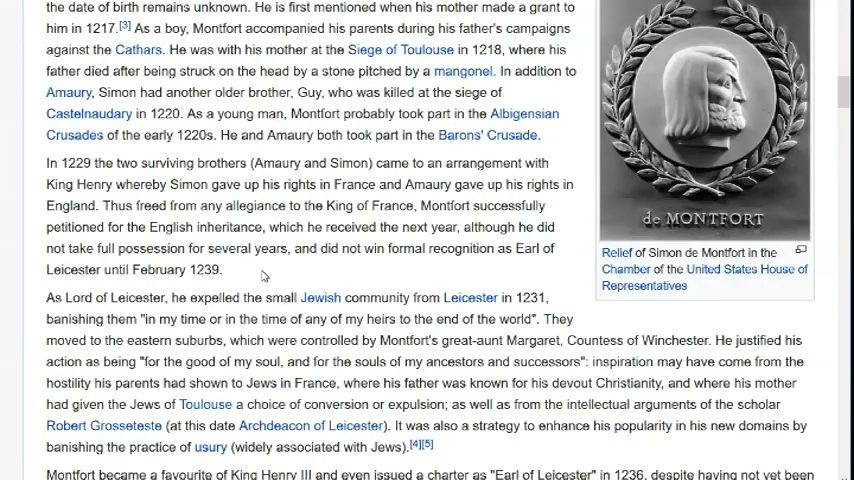 the date of birth remains unknown. He is first mentioned when his mother made a grant to
him in 1217.[3] As a boy, Montfort accompanied his parents during his father's campaigns
against the Cathars. He was with his mother at the Siege of Toulouse in 1218, where his
father died after being struck on the head by a stone pitched by a mangonel. In addition to
Amaury, Simon had another older brother, Guy, who was killed at the siege of
Castelnaudary in 1220. As a young man, Montfort probably took part in the Albigensian
Crusades of the early 1220s. He and Amaury both took part in the Barons' Crusade.
In 1229 the two surviving brothers (Amaury and Simon) came to an arrangement with
King Henry whereby Simon gave up his rights in France and Amaury gave up his rights in
England. Thus freed from any allegiance to the King of France, Montfort successfully
petitioned for the English inheritance, which he received the next year, although he did
not take full possession for several years, and did not win formal recognition as Earl of
Leicester until February 1239.
de MONTFORT
Relief of Simon de Montfort in the
Chamber of the United States House of
Representatives
As Lord of Leicester, he expelled the small Jewish community from Leicester in 1231,
banishing them "in my time or in the time of any of my heirs to the end of the world". They
moved to the eastern suburbs, which were controlled by Montfort's great-aunt Margaret, Countess of Winchester. He justified his
action as being "for the good of my soul, and for the souls of my ancestors and successors": inspiration may have come from the
hostility his parents had shown to Jews in France, where his father was known for his devout Christianity, and where his mother
had given the Jews of Toulouse a choice of conversion or expulsion; as well as from the intellectual arguments of the scholar
Robert Grosseteste (at this date Archdeacon of Leicester). It was also a strategy to enhance his popularity in his new domains by
banishing the practice of usury (widely associated with Jews).[4][5]
Montfort became a favourite of King Henry III and even issued a charter as "Earl of Leicester" in 1236, despite having not yet been